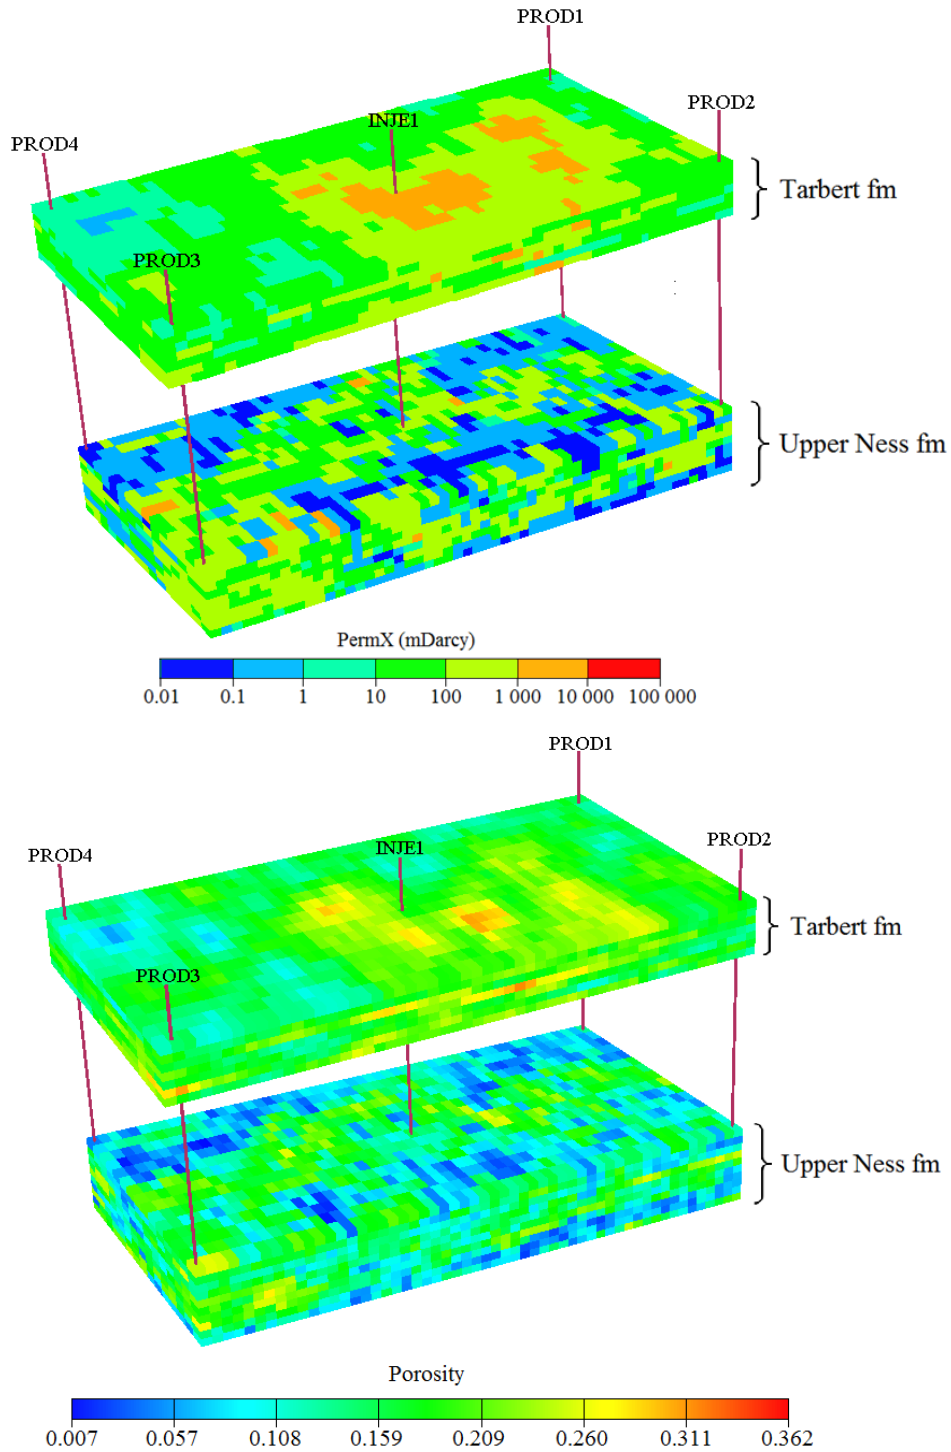 PROD1
PROD2
INJE1
PROD4
Tarbert fm
PROD3
Upper Ness fm
PermX (mDarcy)
0.01 0.1 1 10 100 1 000 10 000 100 000
PROD1
PROD2
INJE1
PROD4
Tarbert fm
PROD3
Upper Ness fm
Porosity
0.007 0.057 0.108 0.159 0.209 0.260 0.311 0.362